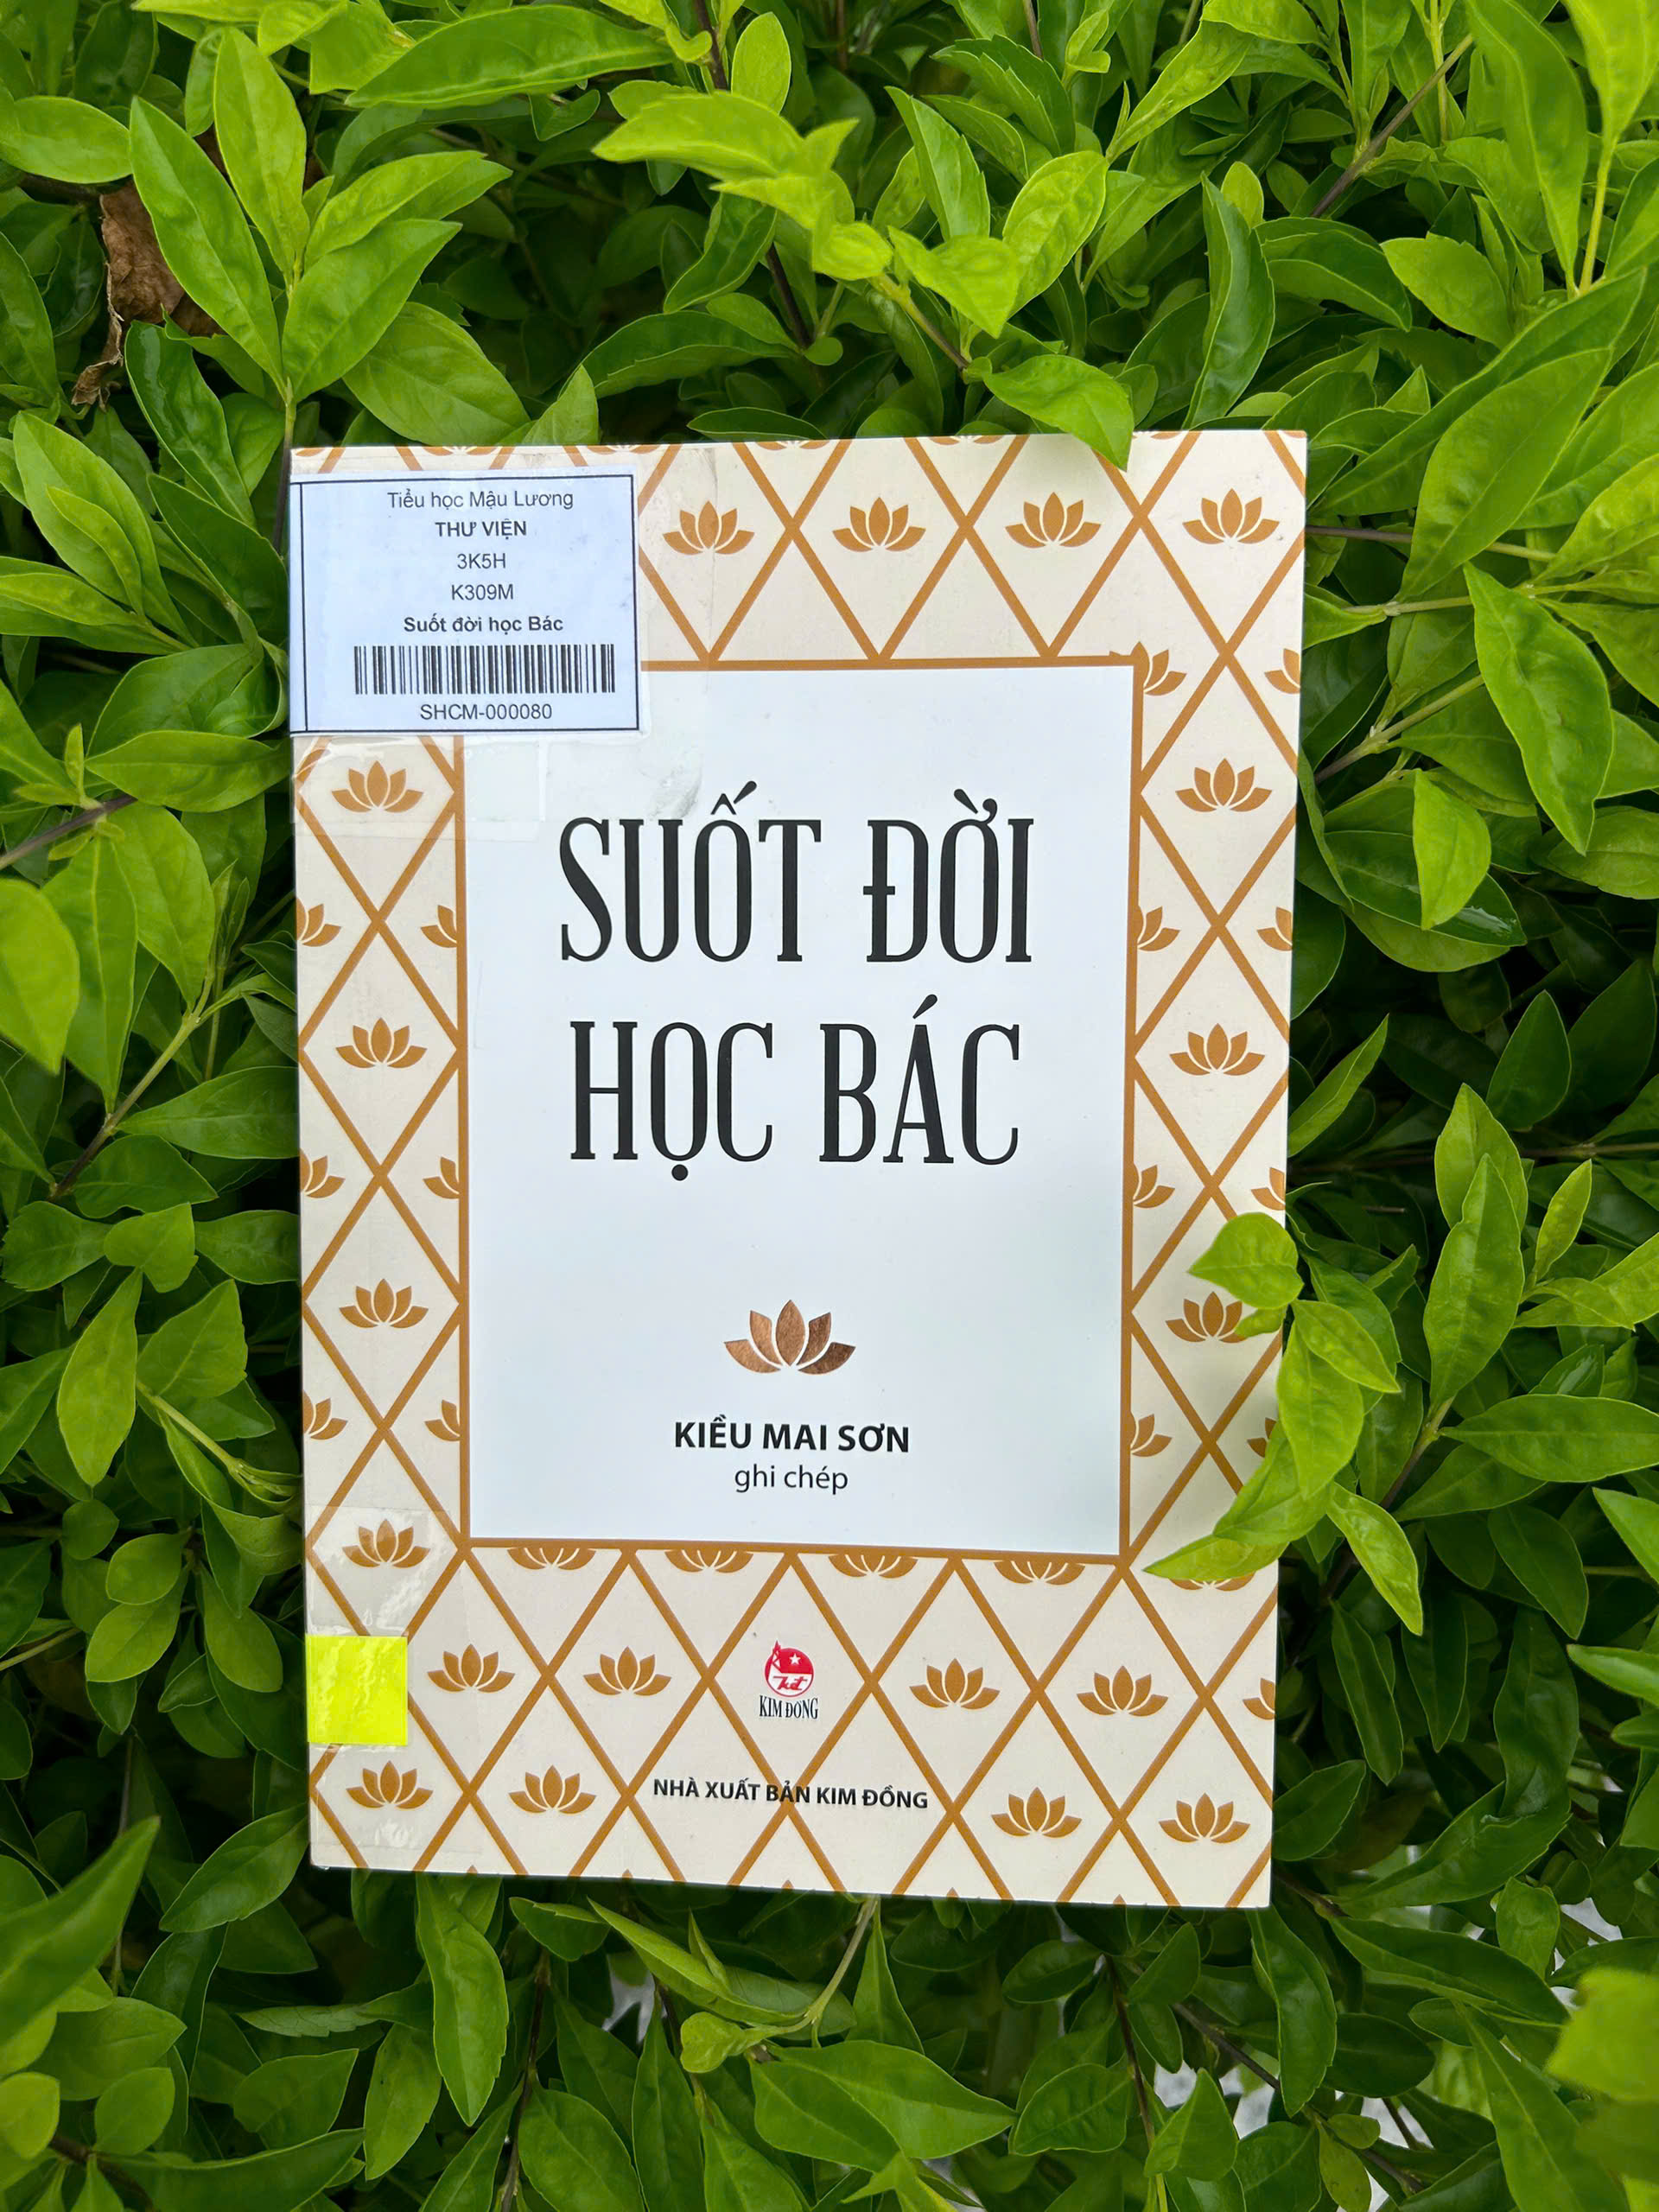 Tiểu học Mậu Lương
THƯ VIỆN
3K5H
K309M
Suốt đời học Bác
SHCM-000080
SUỐT ĐỜI
HỌC BÁC
KIỀU MAI SƠN
ghi chép
KIM ĐỒNG
NHÀ XUẤT BẢN KIM ĐỒNG